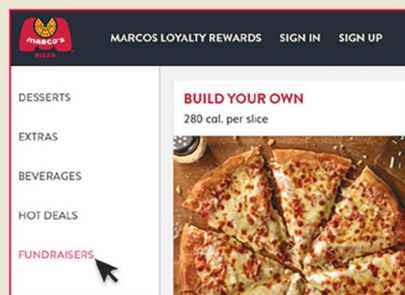 MARCO'S
PIZZA
MARCOS LOYALTY REWARDS SIGN IN SIGN UP
DESSERTS
EXTRAS
BEVERAGES
HOT DEALS
FUNDRAISERS
BUILD YOUR OWN
280 cal. per slice